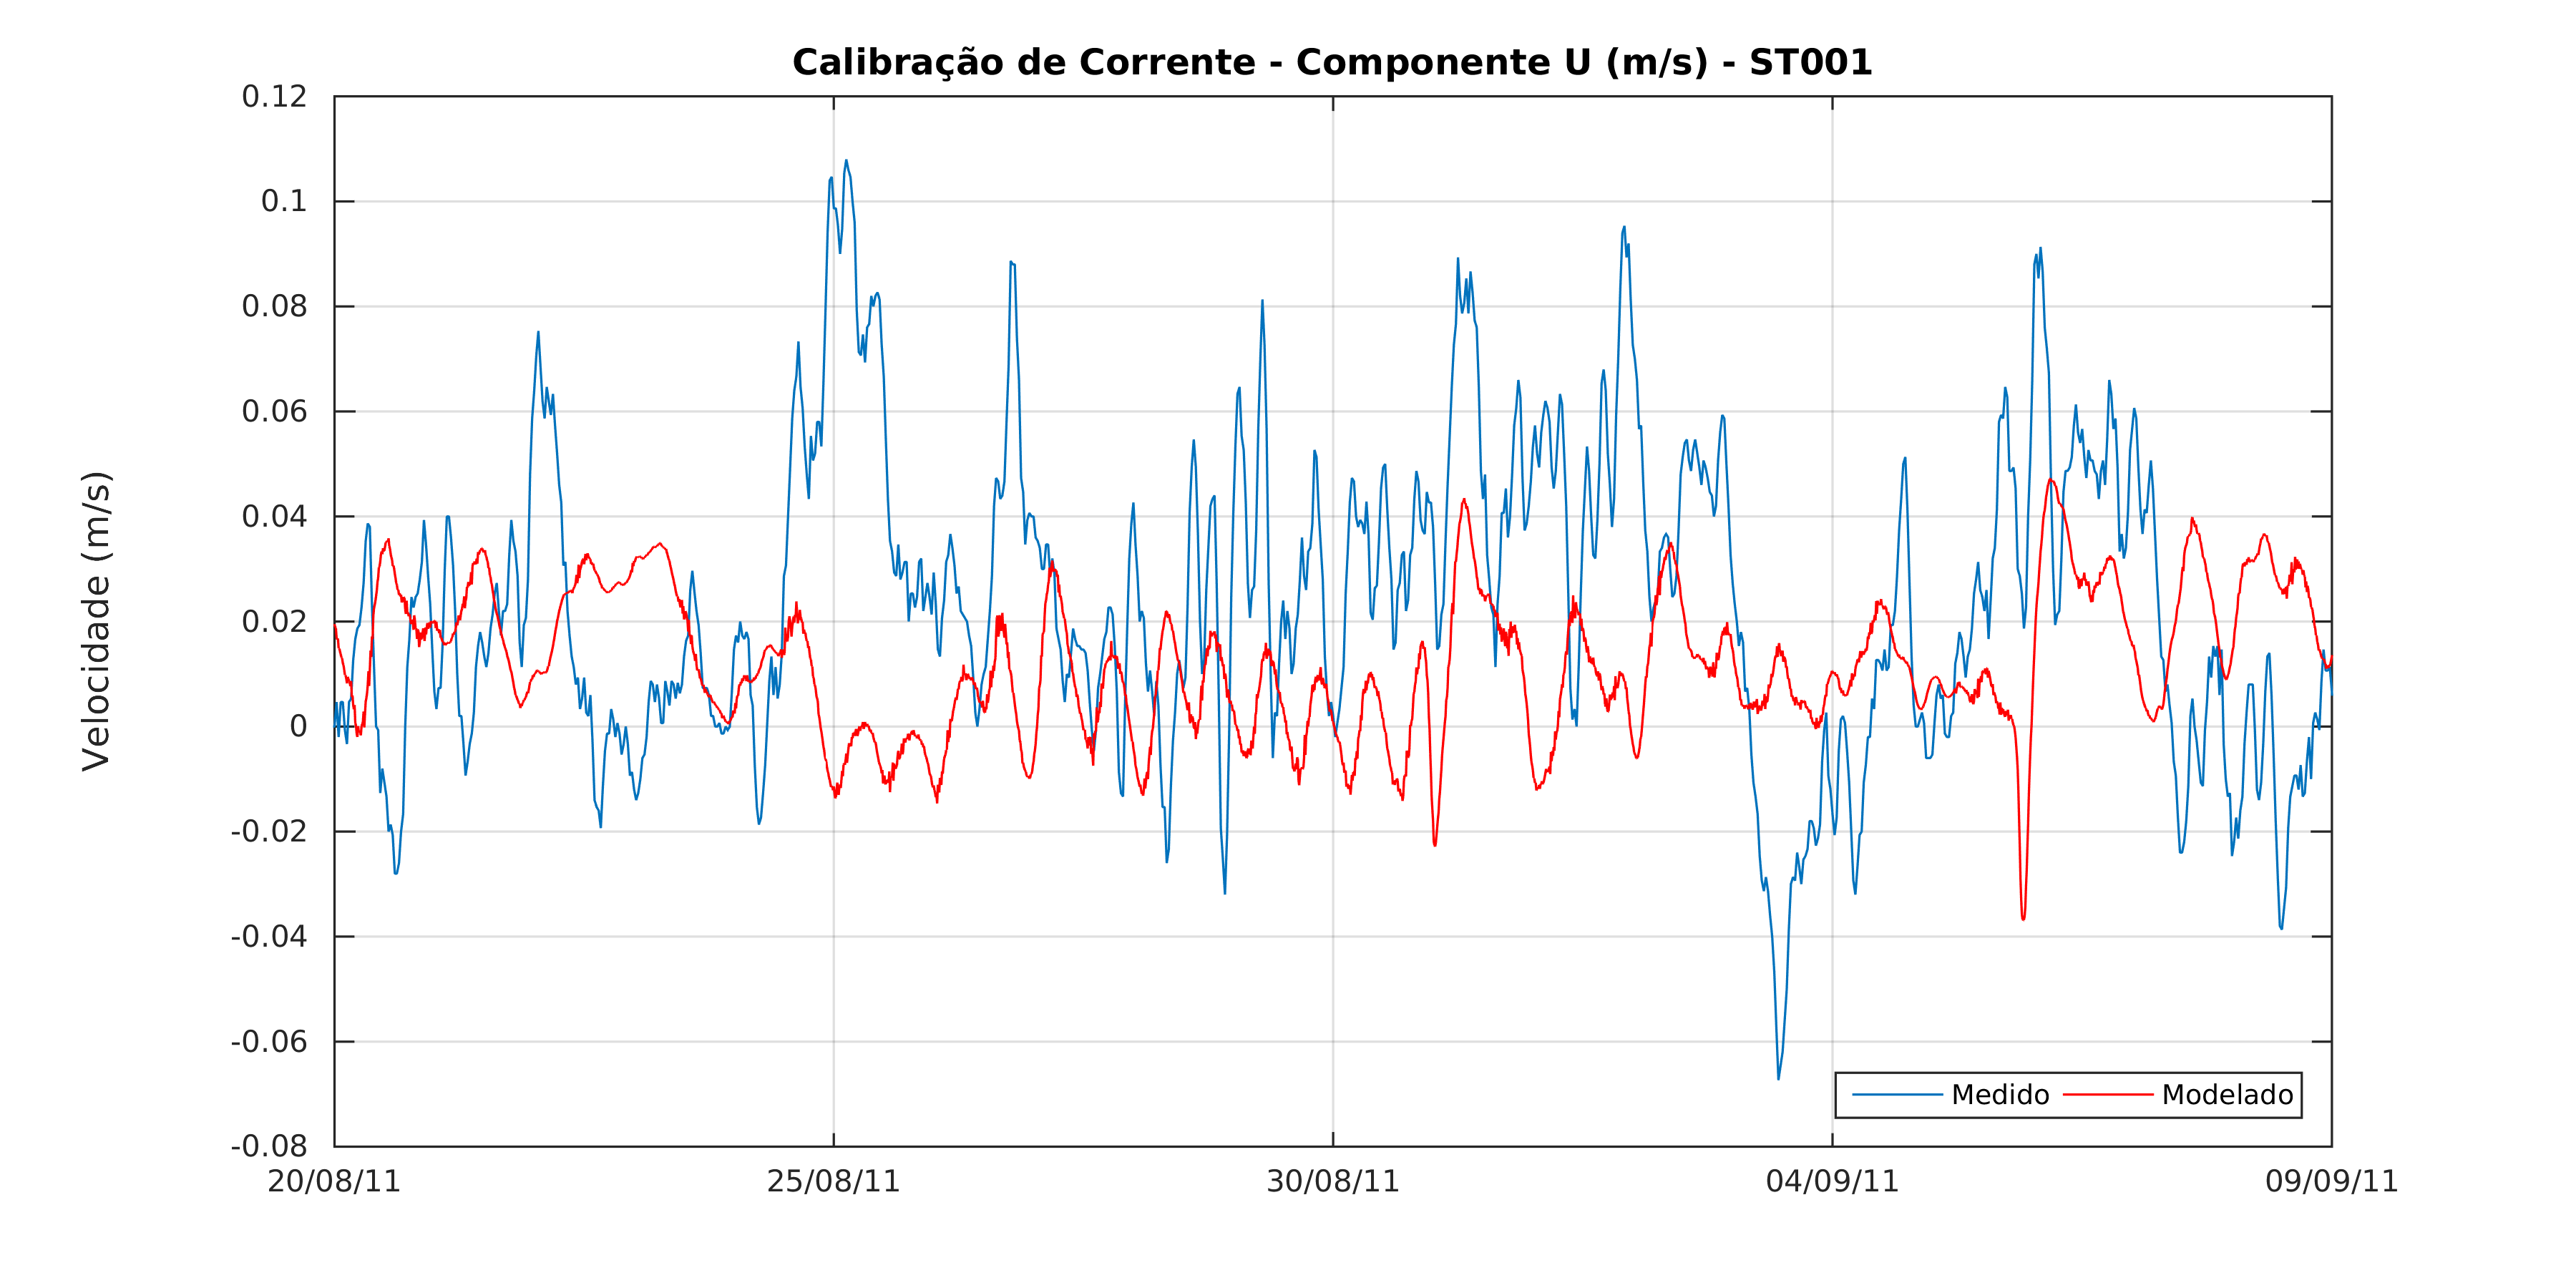 Calibração de Corrente - Componente U (m/s) - ST001
0.12
0.1
0.08
0.06
0.04
0.02
0
-0.02
-0.04
-0.06
-0.08
Velocidade (m/s)
20/08/11 25/08/11 30/08/11 04/09/11 09/09/11
Medido Modelado